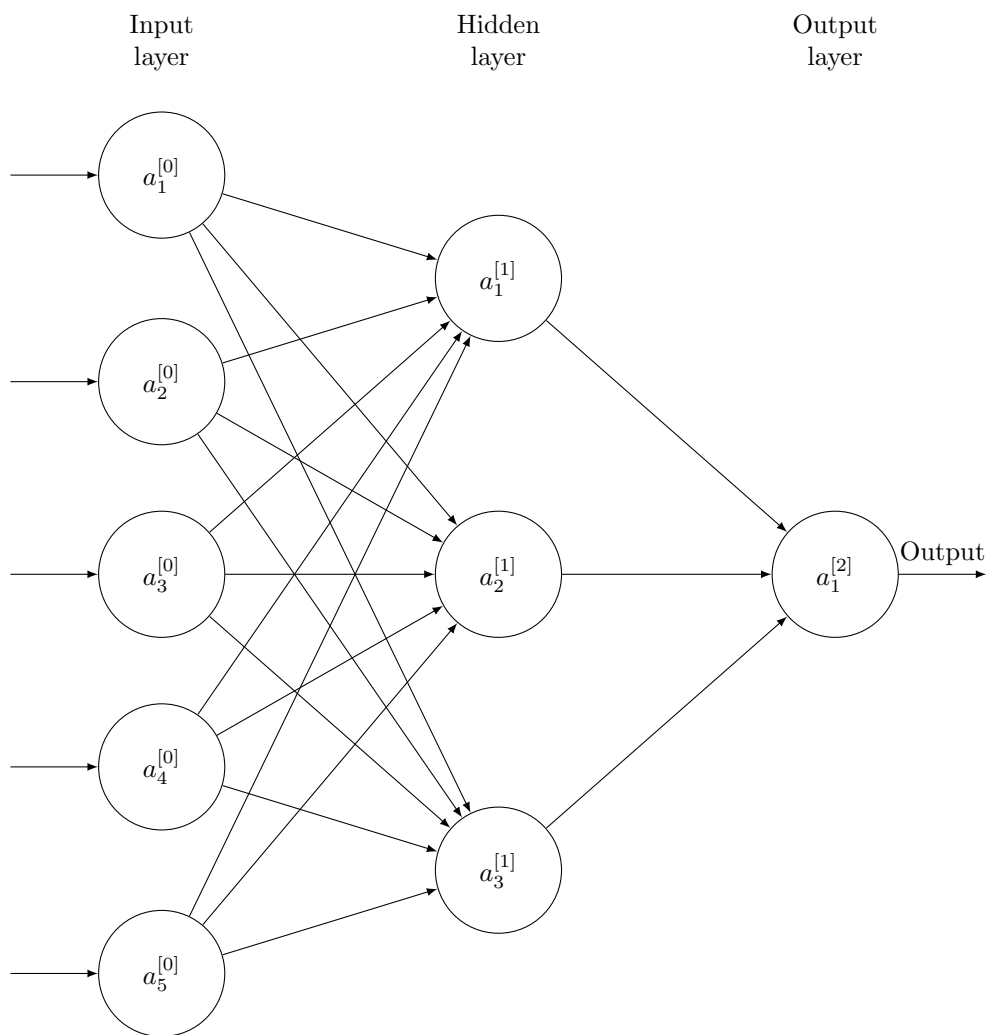 Input
layer
Hidden
layer
Output
layer
a_1^{[0]}
a_2^{[0]}
a_3^{[0]}
a_4^{[0]}
a_5^{[0]}
a_1^{[1]}
a_2^{[1]}
a_3^{[1]}
a_1^{[2]}
Output